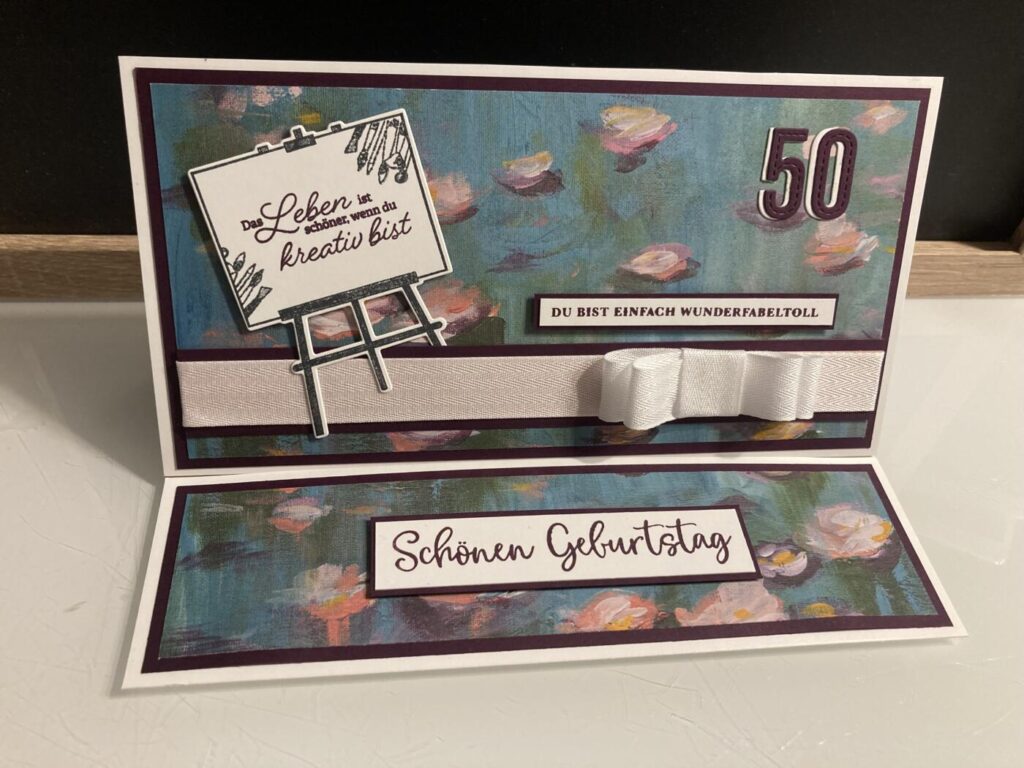 Das Leben ist
schöner, wenn du
kreativ bist
50
DU BIST EINFACH WUNDERFABELTOLL
Schönen Geburtstag